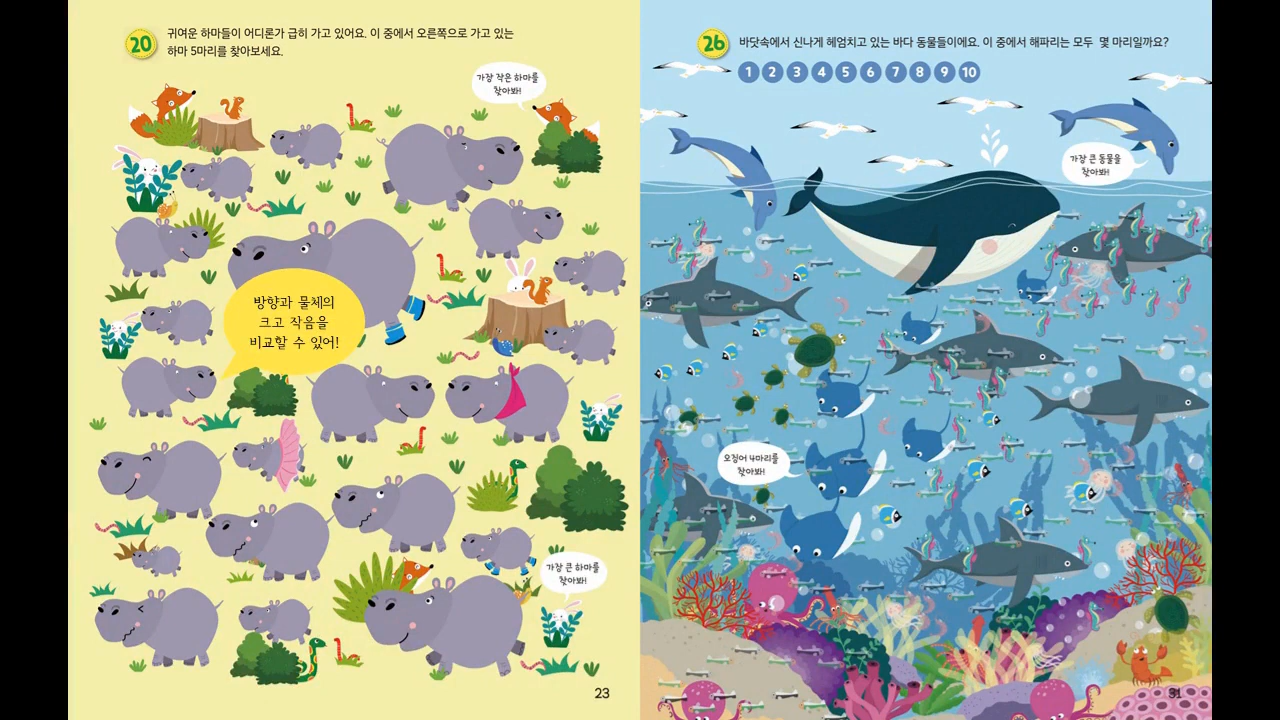 20
귀여운 하마들이 어디론가 급히 가고 있어요. 이 중에서 오른쪽으로 가고 있는
하마 5마리를 찾아보세요.
가장 작은 하마를
찾아봐!
방향과 물체의
크고 작음을
비교할 수 있어!
가장 큰 하마를
찾아봐!
23
26
바닷속에서 신나게 헤엄치고 있는 바다 동물들이에요. 이 중에서 해파리는 모두 몇 마리일까요?
1 2 3 4 5 6 7 8 9 10
가장 큰 동물을
찾아봐!
오징어 4마리를
찾아봐!
31